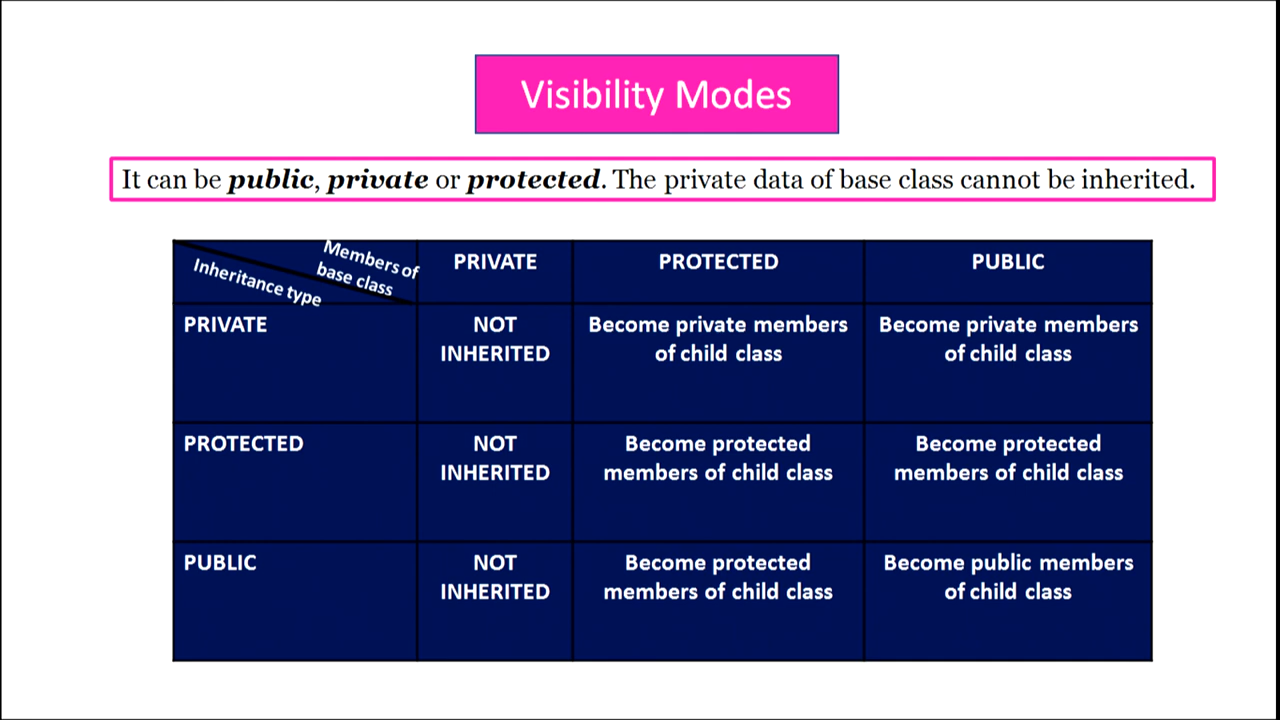 Visibility Modes
It can be public, private or protected. The private data of base class cannot be inherited.
Members of
base class
Inheritance type
PRIVATE
PROTECTED
PUBLIC
PRIVATE
NOT
INHERITED
Become private members
of child class
Become private members
of child class
PROTECTED
NOT
INHERITED
Become protected
members of child class
Become protected
members of child class
PUBLIC
NOT
INHERITED
Become protected
members of child class
Become public members
of child class